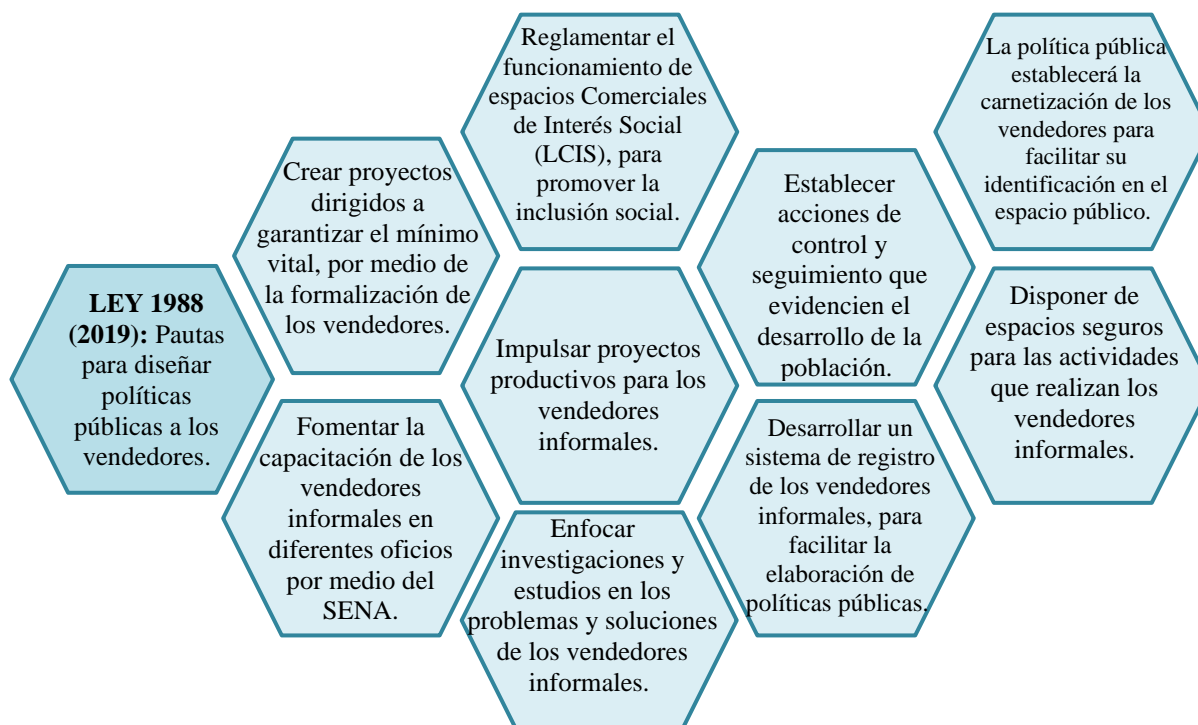 LEY 1988
(2019): Pautas
para diseñar
políticas
públicas a los
vendedores.
Crear proyectos
dirigidos a
garantizar el mínimo
vital, por medio de
la formalización de
los vendedores.
Fomentar la
capacitación de los
vendedores
informales en
diferentes oficios
por medio del
SENA.
Reglamentar el
funcionamiento de
espacios Comerciales
de Interés Social
(LCIS), para
promover la
inclusión social.
Impulsar proyectos
productivos para los
vendedores
informales.
Enfocar
investigaciones y
estudios en los
problemas y soluciones
de los vendedores
informales.
Establecer
acciones de
control y
seguimiento que
evidencien el
desarrollo de la
población.
Desarrollar un
sistema de registro
de los vendedores
informales, para
facilitar la
elaboración de
políticas públicas.
La política pública
establecerá la
carnetización de los
vendedores para
facilitar su
identificación en el
espacio público.
Disponer de
espacios seguros
para las actividades
que realizan los
vendedores
informales.